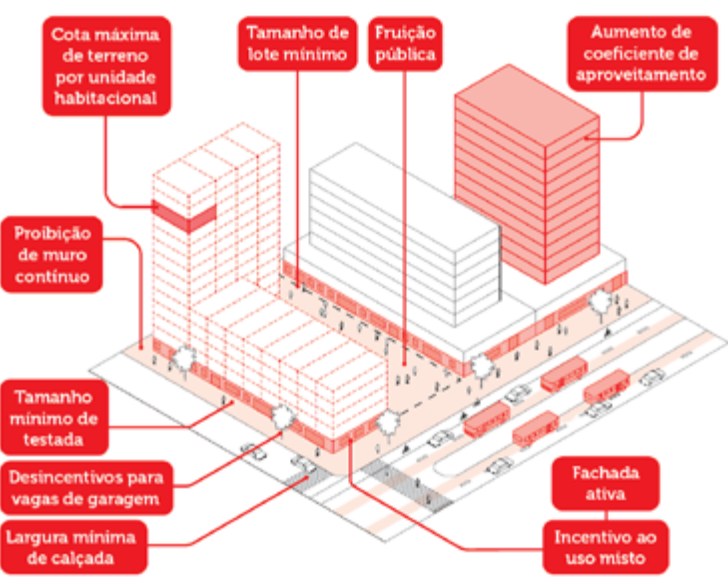 Cota máxima
de terreno
por unidade
habitacional
Tamanho de
lote mínimo
Fruição
pública
Aumento de
coeficiente de
aproveitamento
Proibição
de muro
contínuo
Tamanho
mínimo de
testada
Desincentivos para
vagas de garagem
Largura mínima
de calçada
Fachada
ativa
Incentivo ao
uso misto